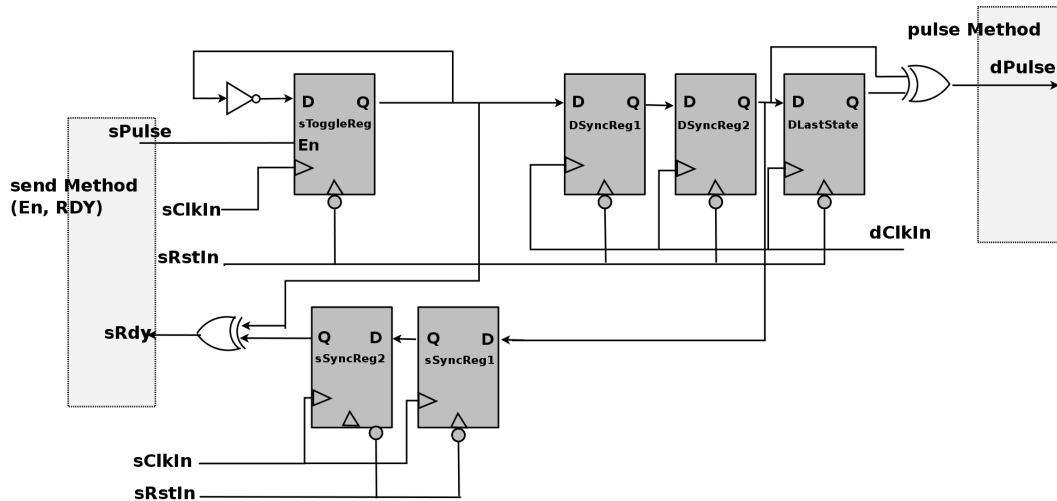 pulse Method
dPulse
D Q
sToggleReg
En
D Q
DSyncReg1
D Q
DSyncReg2
D Q
DLastState
sPulse
send Method
(En, RDY)
sClkIn
sRstIn
dClkIn
sRdy
Q D
sSyncReg2
Q D
sSyncReg1
sClkIn
sRstIn